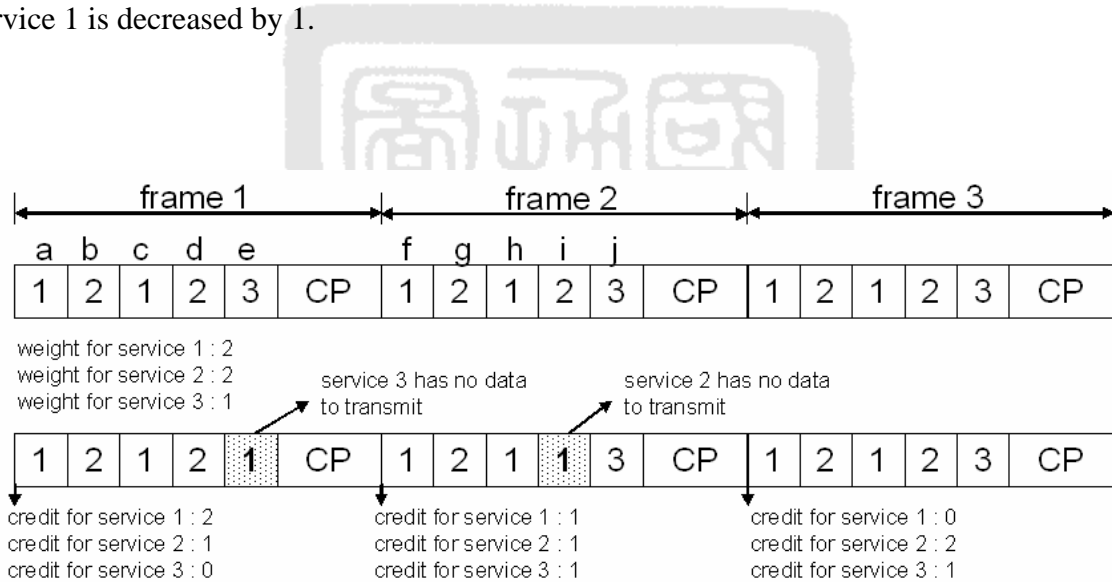 rvice 1 is decreased by 1.
frame 1 frame 2 frame 3
a b c d e f g h i j
1 2 1 2 3 CP 1 2 1 2 3 CP 1 2 1 2 3 CP
weight for service 1 : 2
weight for service 2 : 2
weight for service 3 : 1
service 3 has no data
to transmit
service 2 has no data
to transmit
1 2 1 2 1 CP 1 2 1 1 3 CP 1 2 1 2 3 CP
credit for service 1 : 2
credit for service 2 : 1
credit for service 3 : 0
credit for service 1 : 1
credit for service 2 : 1
credit for service 3 : 1
credit for service 1 : 0
credit for service 2 : 2
credit for service 3 : 1